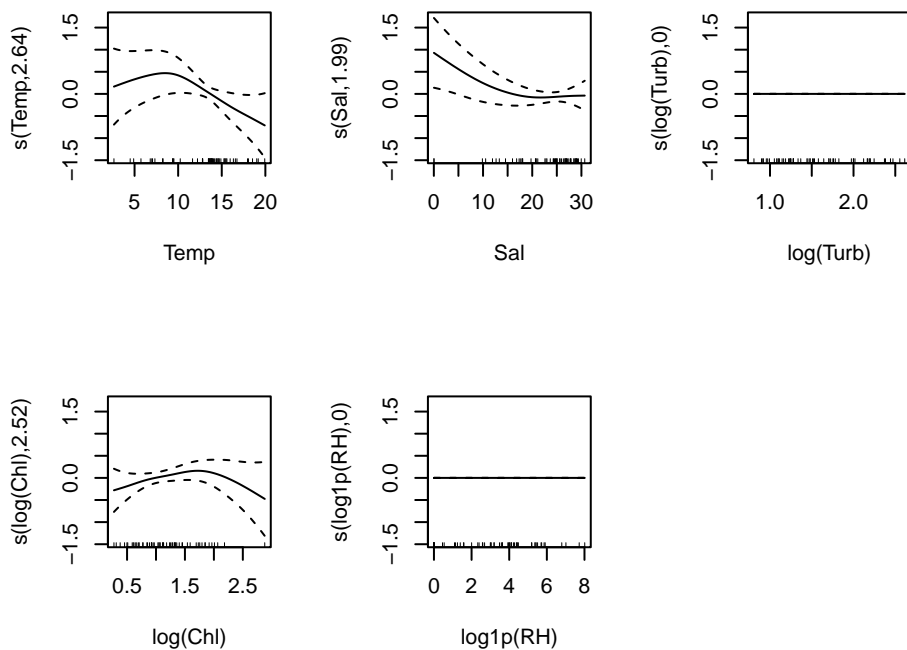 s(Temp,2.64)
1.5
0.0
−1.5
5 10 15 20
Temp
s(Sal,1.99)
1.5
0.0
−1.5
0 10 20 30
Sal
s(log(Turb),0)
1.5
0.0
−1.5
1.0 2.0
log(Turb)
s(log(Chl),2.52)
1.5
0.0
−1.5
0.5 1.5 2.5
log(Chl)
s(log1p(RH),0)
1.5
0.0
−1.5
0 2 4 6 8
log1p(RH)